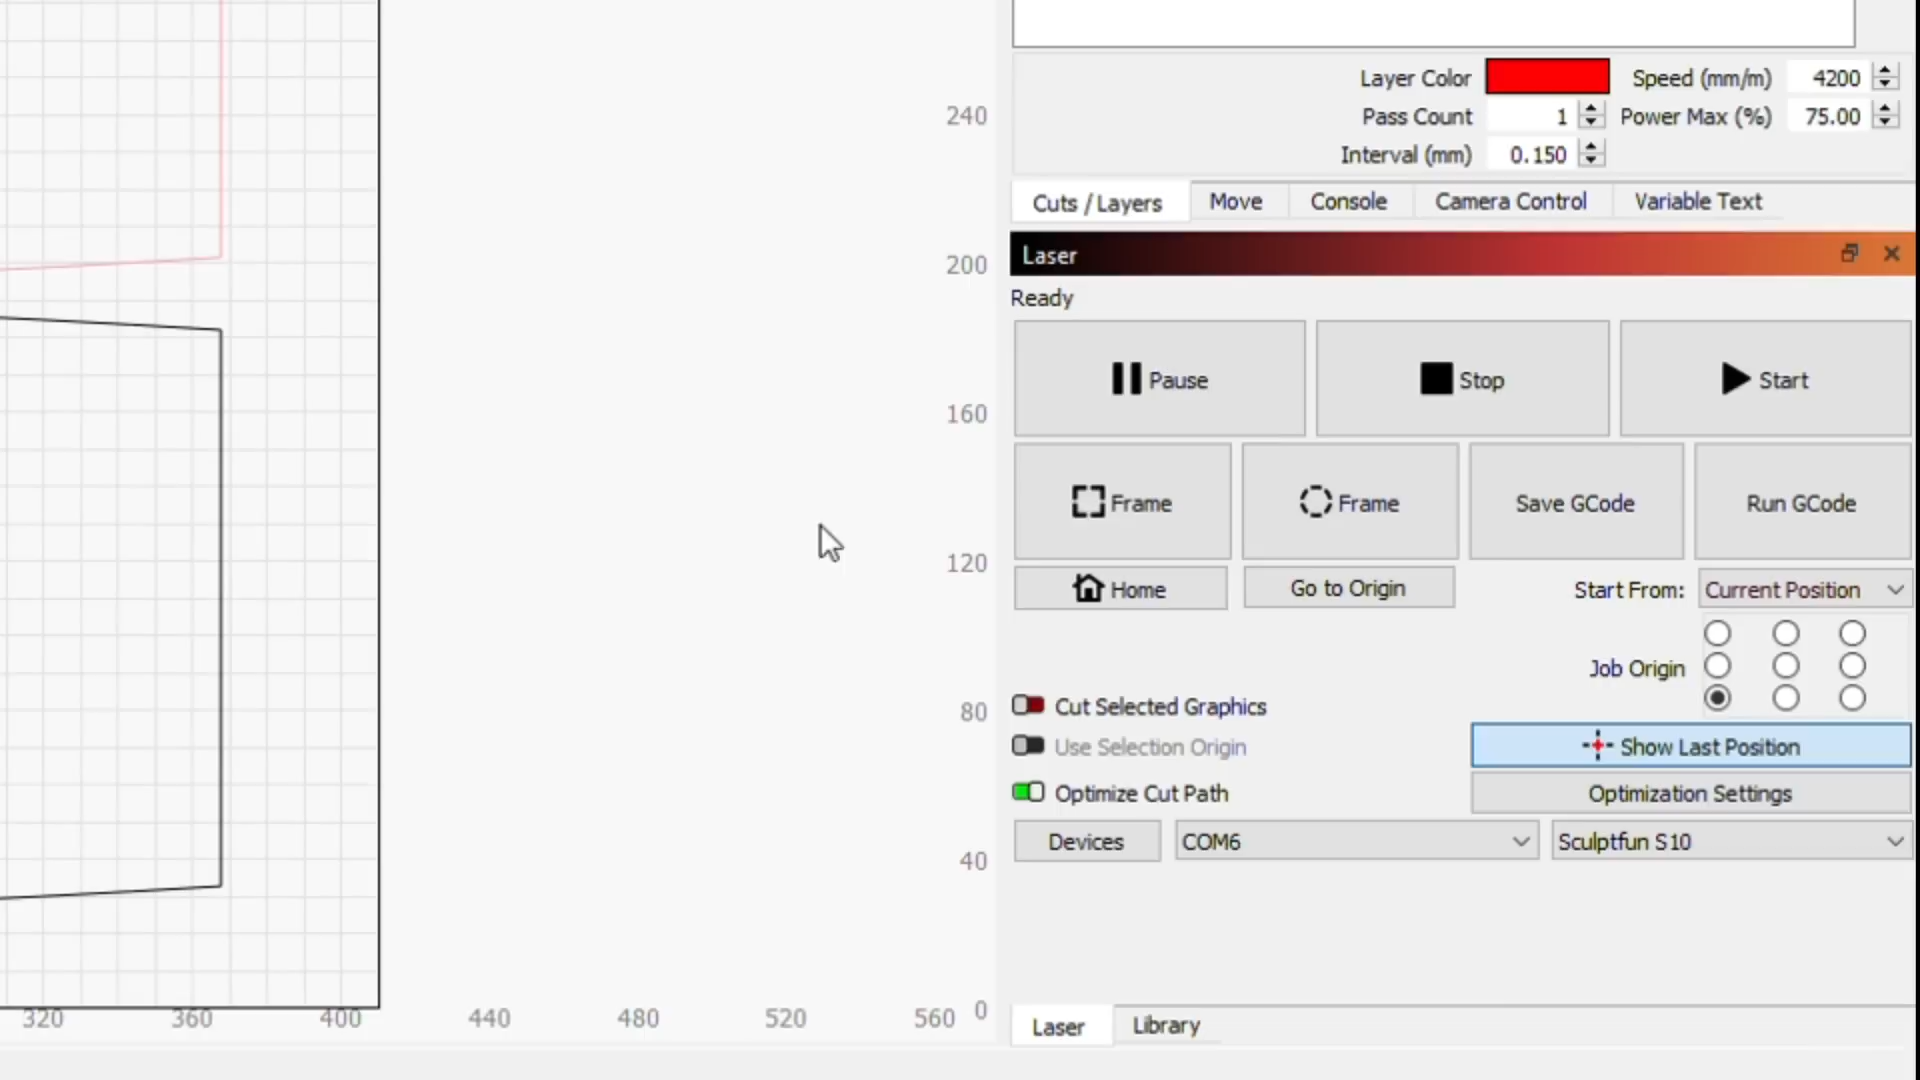 Layer Color Speed (mm/m) 4200
240
Pass Count 1 Power Max (%) 75.00
Interval (mm) 0.150
Cuts / Layers Move Console Camera Control Variable Text
Laser
200
Ready
Pause Stop Start
160
Frame Frame Save GCode Run GCode
120
Home Go to Origin Start From: Current Position
Job Origin
80
Cut Selected Graphics
Use Selection Origin Show Last Position
Optimize Cut Path Optimization Settings
Devices COM6 Sculptfun S10
40
0
320 360 400 440 480 520 560
Laser Library